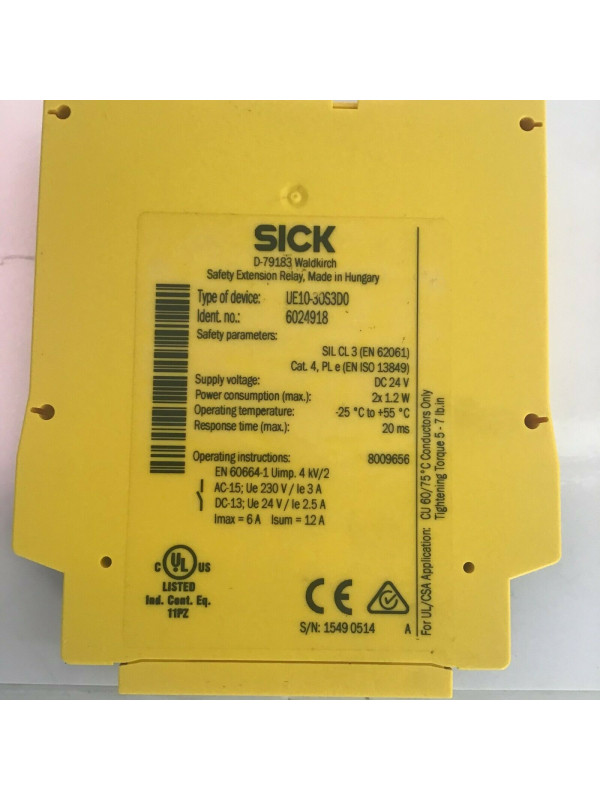 SICK
D-79183 Waldkirch
Safety Extension Relay, Made in Hungary
Type of device: UE10-30S3D0
Ident. no.: 6024918
Safety parameters:
SIL CL 3 (EN 62061)
Cat. 4, PL e (EN ISO 13849)
Supply voltage: DC 24 V
Power consumption (max.): 2x 1.2 W
Operating temperature: -25 °C to +55 °C
Response time (max.): 20 ms
Operating instructions: 8009656
EN 60664-1 Uimp. 4 kV/2
AC-15; Ue 230 V / Ie 3 A
DC-13; Ue 24 V / Ie 2.5 A
Imax = 6 A Isum = 12 A
C UL US
LISTED
Ind. Cont. Eq.
11PZ
CE
S/N: 1549 0514 A
For UL/CSA Application: CU 60/75°C Conductors Only
Tightening Torque 5 - 7 lb.in